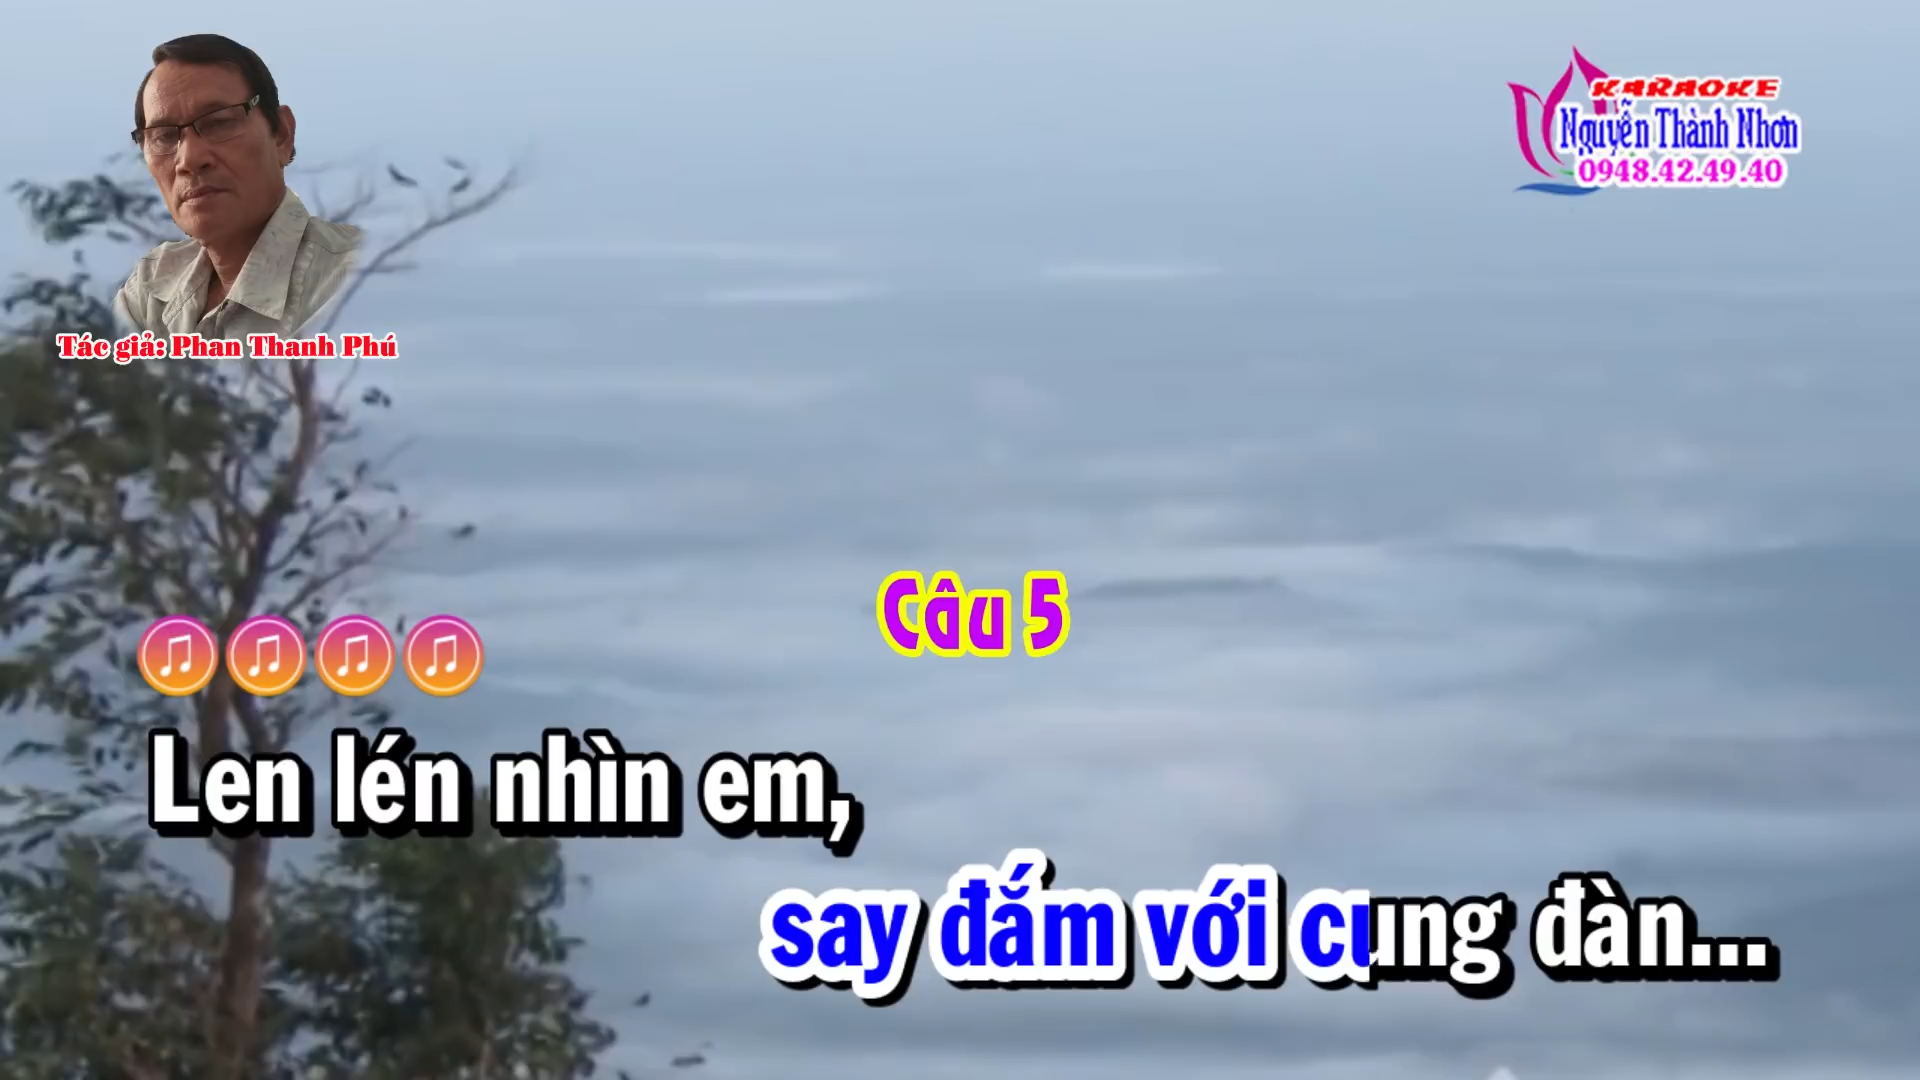 KARAOKE
Nguyễn Thành Nhơn
0948.42.49.40
Tác giả: Phan Thanh Phú
Câu 5
Len lén nhìn em,
say đắm với cung đàn...